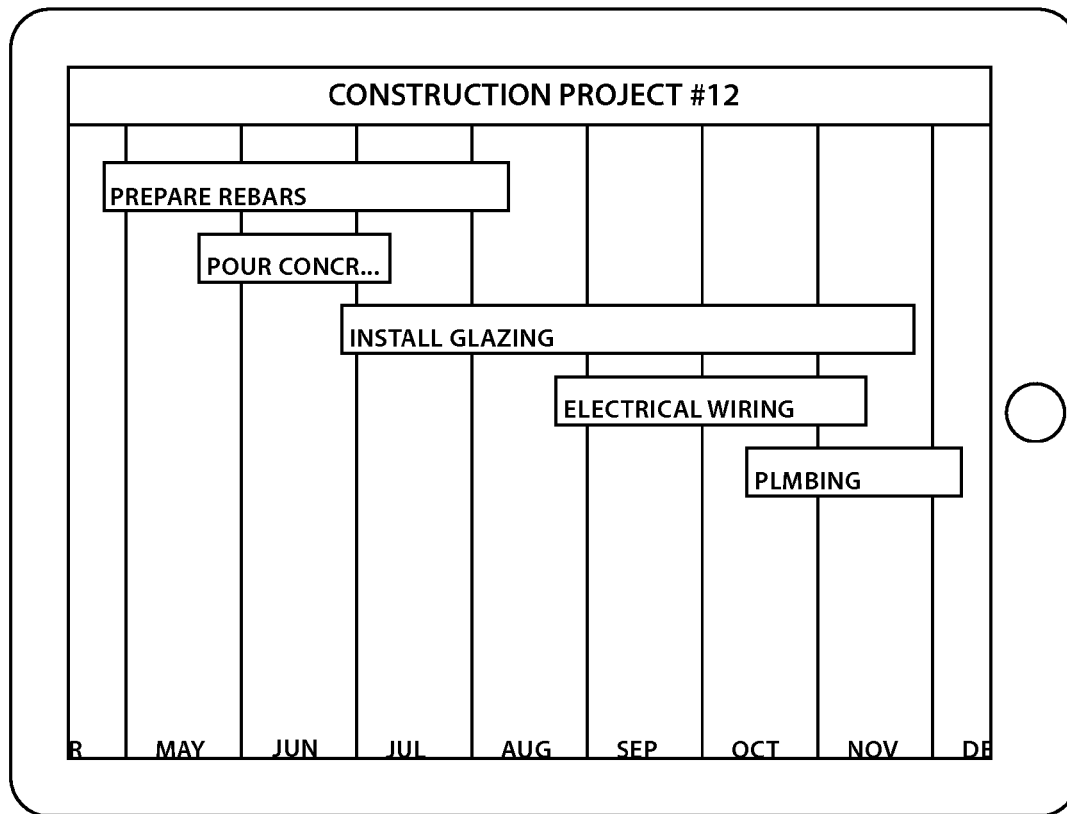 CONSTRUCTION PROJECT #12
PREPARE REBARS
POUR CONCR...
INSTALL GLAZING
ELECTRICAL WIRING
PLMBING
R MAY JUN JUL AUG SEP OCT NOV DE